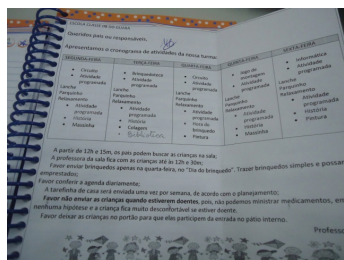 Queridos pais ou responsáveis,
Apresentamos o cronograma de atividades da nossa turma:
SEGUNDA-FEIRA TERÇA-FEIRA QUARTA-FEIRA QUINTA-FEIRA SEXTA-FEIRA
Circuito
Atividade programada
Lanche
Parquinho
Relaxamento
Atividade programada
História
Massinha
Brinquedoteca
Atividade programada
Lanche
Parquinho
Relaxamento
Atividade programada
História
Colagem
Biblioteca
Circuito
Atividade programada
Lanche
Parquinho
Relaxamento
Atividade programada
Hora do brinquedo
Pintura
Jogo de montagem
Atividade programada
Lanche
Parquinho
Relaxamento
Atividade programada
História
Massinha
Informática
Atividade programada
Lanche
Parquinho
Relaxamento
Atividade programada
História
Pintura
A partir de 12h e 15m, os pais podem buscar as crianças na sala;
A professora da sala fica com as crianças até às 12h e 30m;
Favor enviar brinquedos apenas na quarta-feira, no "Dia do brinquedo". Trazer brinquedos simples e possam
emprestados;
Favor conferir a agenda diariamente;
A tarefinha de casa será enviada uma vez por semana, de acordo com o planejamento;
Favor não enviar as crianças quando estiverem doentes, pois, não podemos ministrar medicamentos, em
nenhuma hipótese e a criança fica muito desconfortável se estiver doente.
Favor deixar as crianças no portão para que elas participem da entrada no pátio interno.
Profess